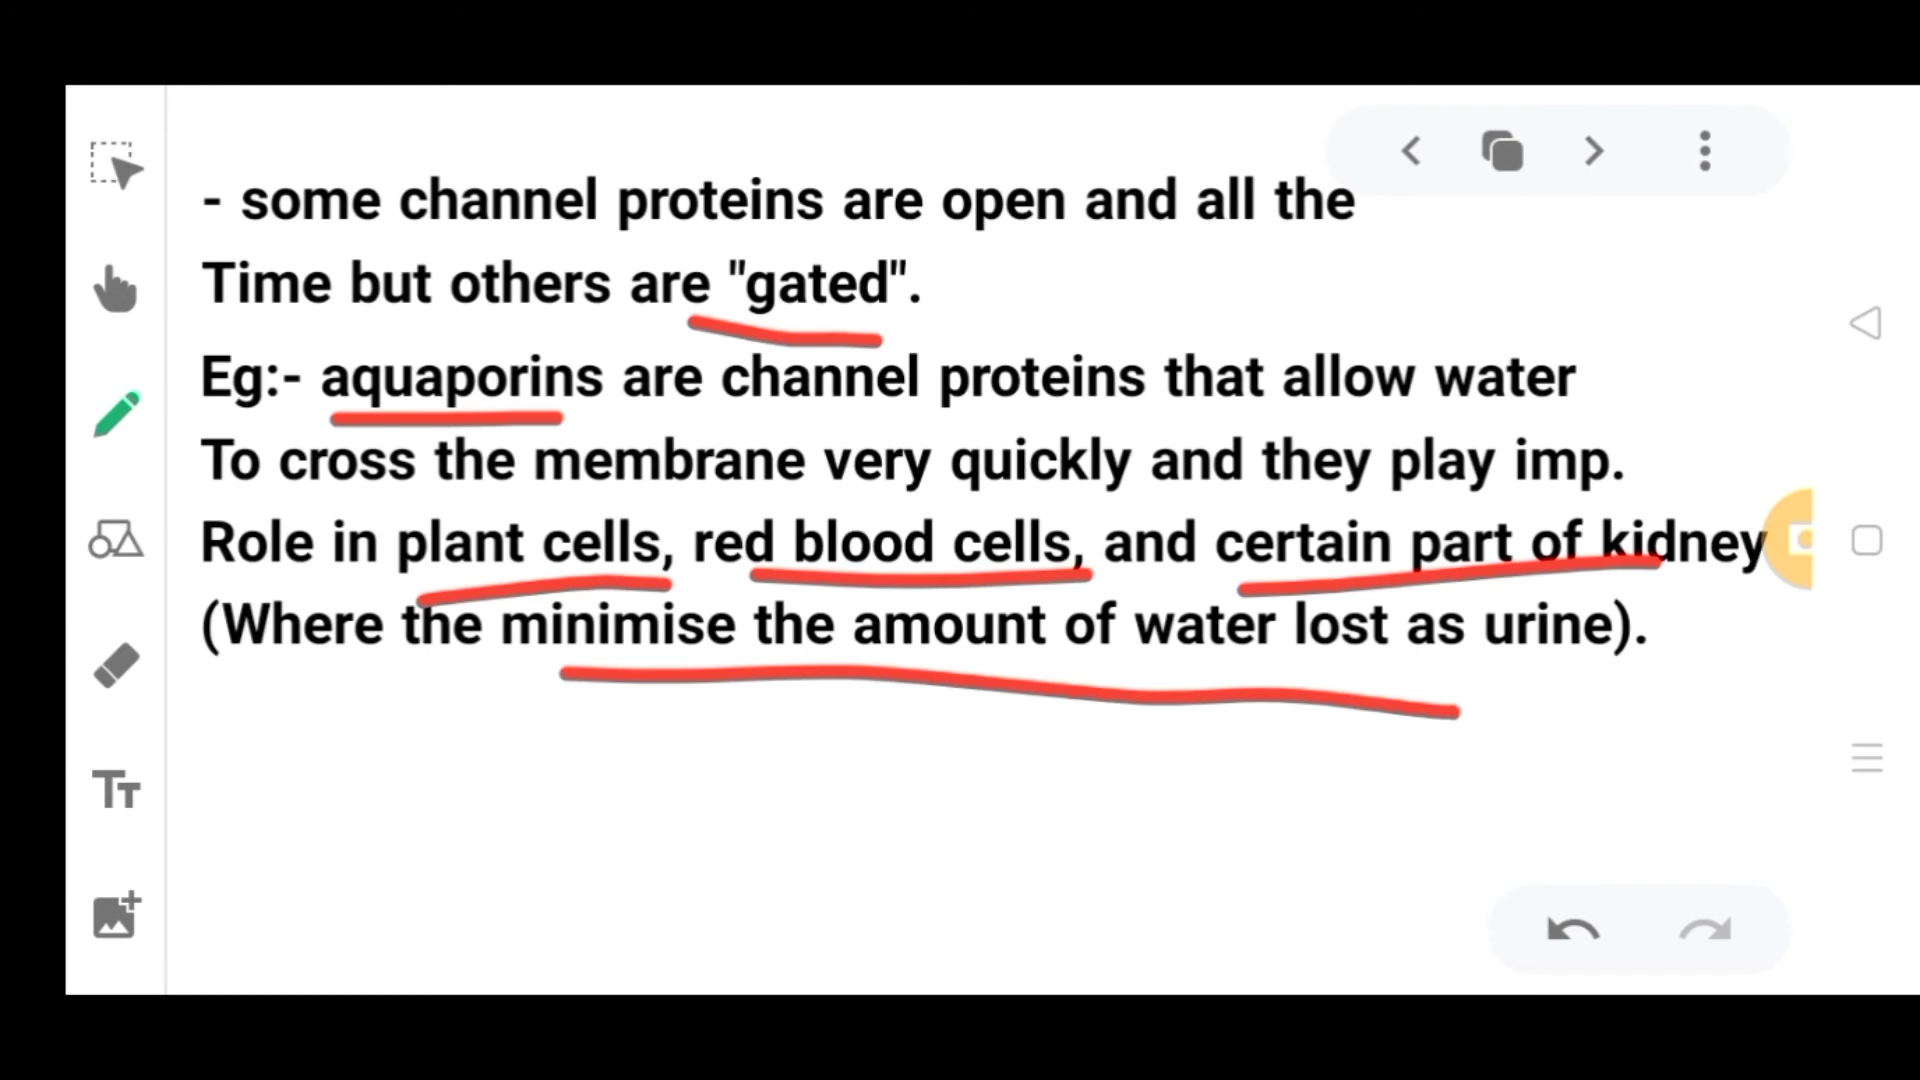 - some channel proteins are open and all the
Time but others are "gated".
Eg:- aquaporins are channel proteins that allow water
To cross the membrane very quickly and they play imp.
Role in plant cells, red blood cells, and certain part of kidney
(Where the minimise the amount of water lost as urine).